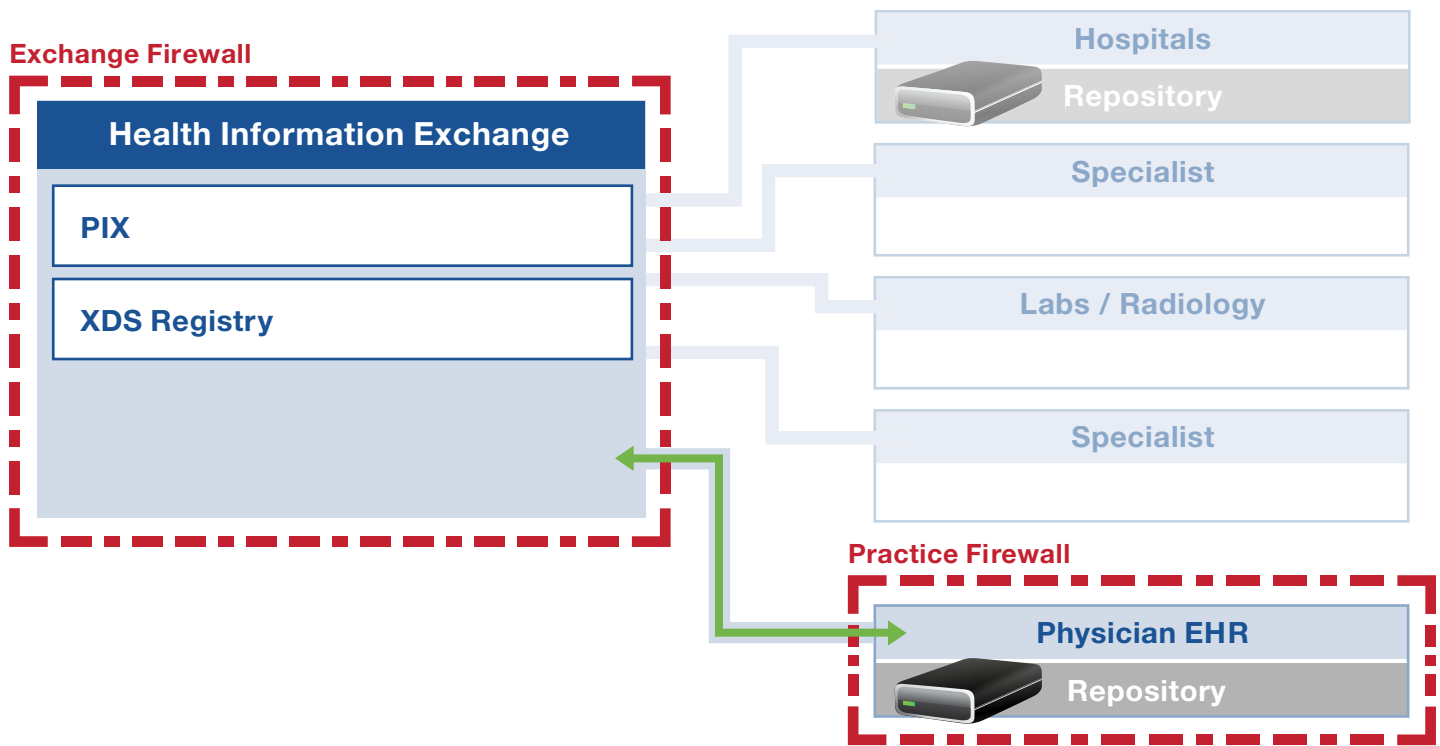 Exchange Firewall
Health Information Exchange
PIX
XDS Registry
Hospitals
Repository
Specialist
Labs / Radiology
Specialist
Practice Firewall
Physician EHR
Repository